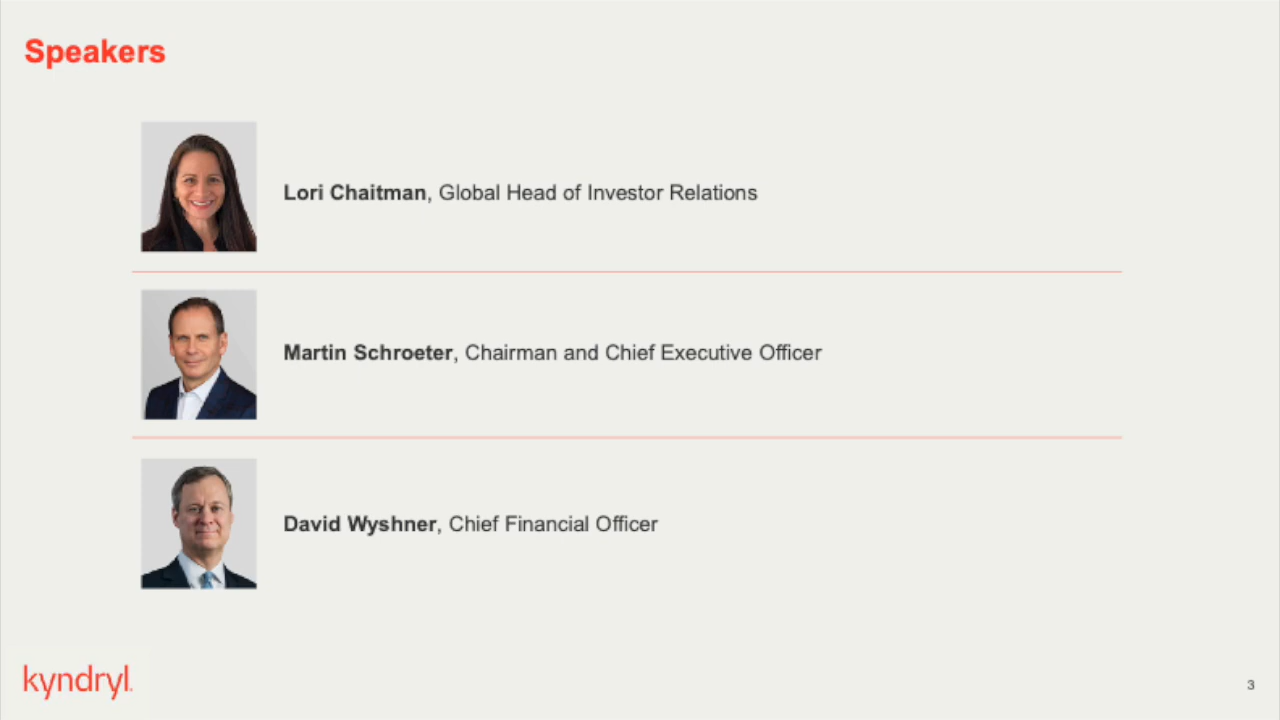 Speakers
Lori Chaitman, Global Head of Investor Relations
Martin Schroeter, Chairman and Chief Executive Officer
David Wyshner, Chief Financial Officer
kyndryl.
3